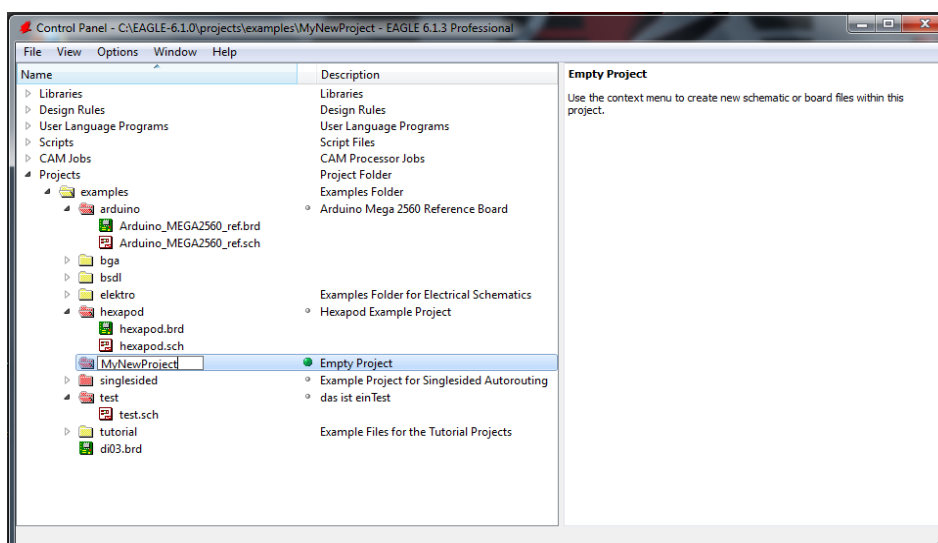 Control Panel - C:\EAGLE-6.1.0\projects\examples\MyNewProject - EAGLE 6.1.3 Professional
File View Options Window Help
Name Description
Libraries Libraries
Design Rules Design Rules
User Language Programs User Language Programs
Scripts Script Files
CAM Jobs CAM Processor Jobs
Projects Project Folder
examples Examples Folder
arduino Arduino Mega 2560 Reference Board
Arduino_MEGA2560_ref.brd
Arduino_MEGA2560_ref.sch
bga
bsdl
elektro Examples Folder for Electrical Schematics
hexapod Hexapod Example Project
hexapod.brd
hexapod.sch
MyNewProject Empty Project
singlesided Example Project for Singlesided Autorouting
test das ist einTest
test.sch
tutorial Example Files for the Tutorial Projects
di03.brd
Empty Project
Use the context menu to create new schematic or board files within this
project.